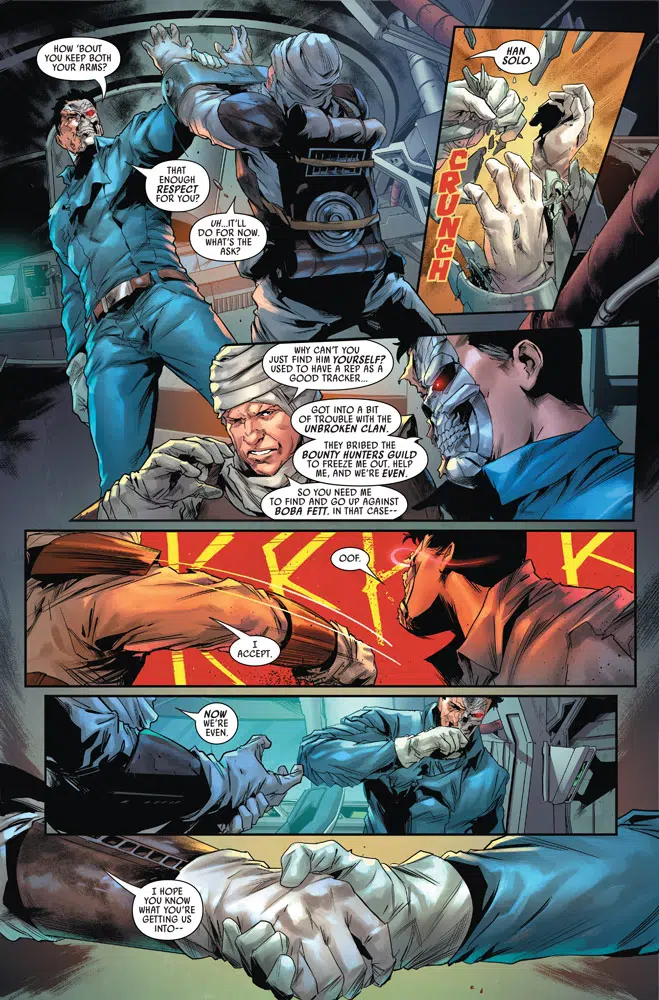 HOW 'BOUT
YOU KEEP BOTH
YOUR ARMS?
THAT
ENOUGH
RESPECT
FOR YOU?
UH...IT'LL
DO FOR NOW.
WHAT'S THE
ASK?
HAN
SOLO.
CRUNCH
WHY CAN'T YOU
JUST FIND HIM YOURSELF?
USED TO HAVE A REP AS A
GOOD TRACKER...
GOT INTO A BIT
OF TROUBLE WITH THE
UNBROKEN CLAN.
THEY BRIBED THE
BOUNTY HUNTERS GUILD
TO FREEZE ME OUT. HELP
ME, AND WE'RE EVEN.
SO YOU NEED ME
TO FIND AND GO UP AGAINST
BOBA FETT. IN THAT CASE--
OOF.
I
ACCEPT.
NOW
WE'RE
EVEN.
I HOPE
YOU KNOW
WHAT YOU'RE
GETTING US
INTO--